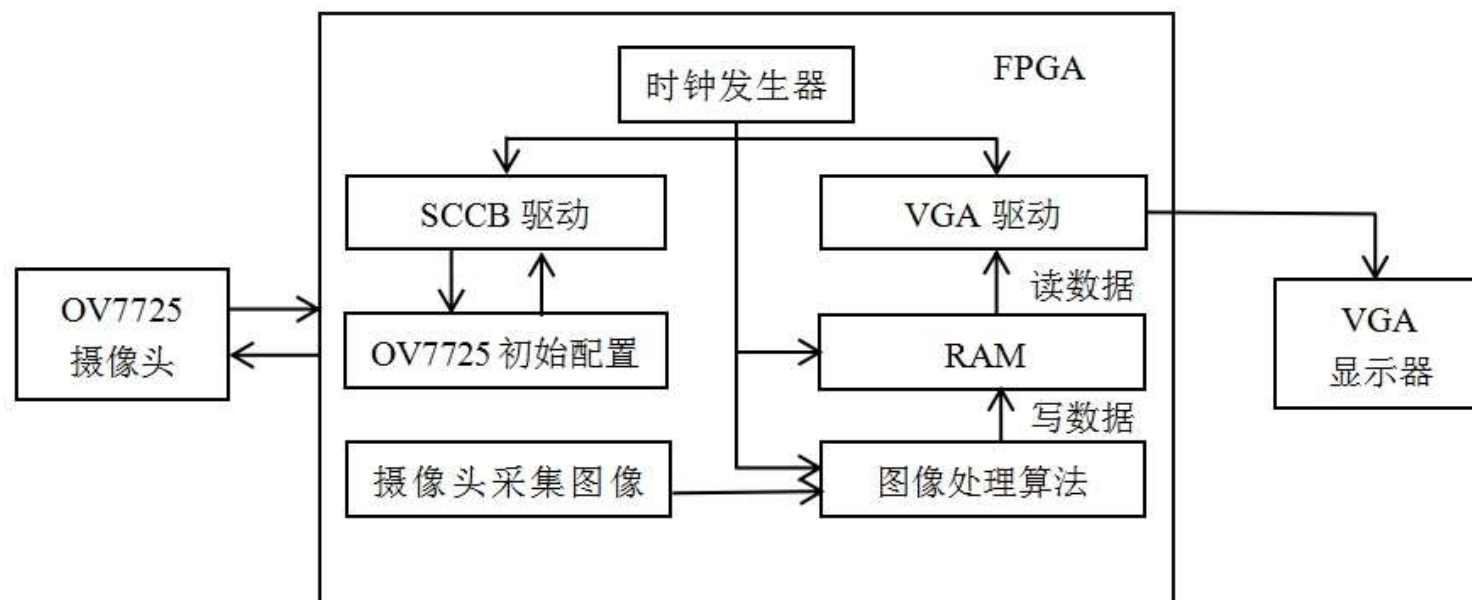 FPGA
时钟发生器
SCCB 驱动
VGA 驱动
读数据
OV7725
摄像头
OV7725 初始配置
RAM
VGA
显示器
写数据
摄像头采集图像
图像处理算法